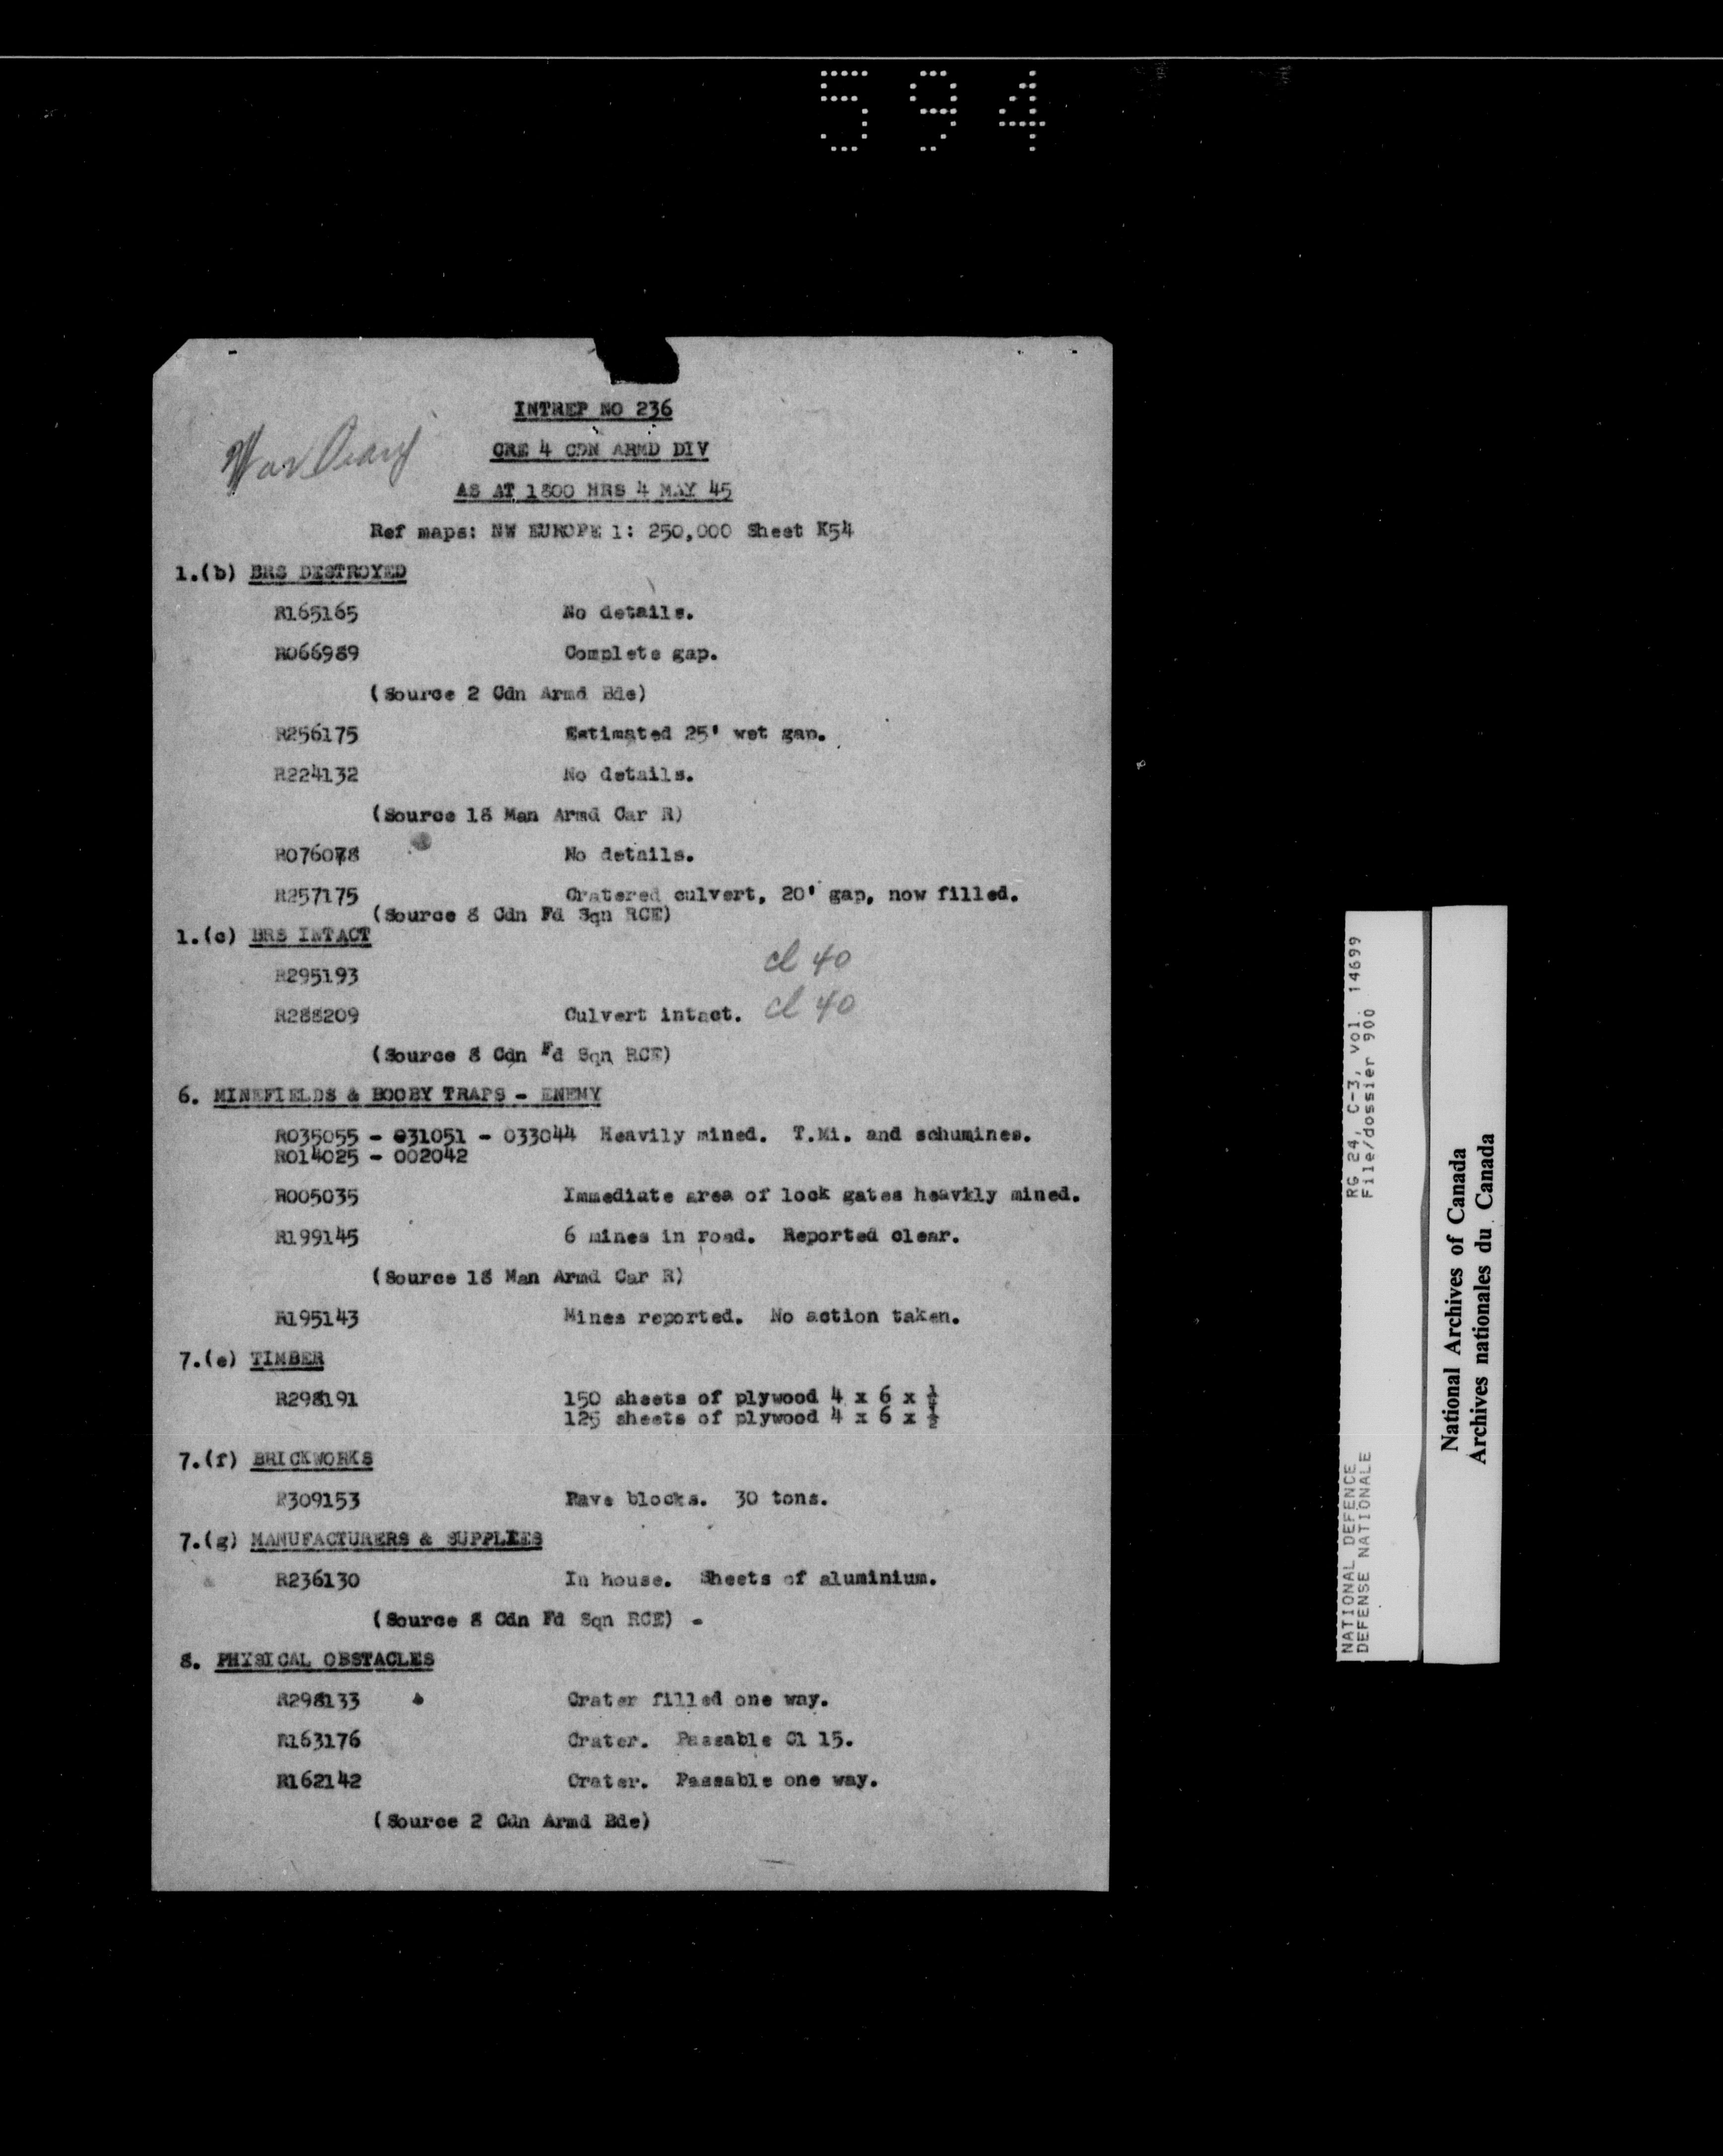 594
INTREP NO 236
War Diary
CRE 4 CDN ARMD DIV
AS AT 1800 HRS 4 MAY 45
Ref maps: NW EUROPE 1: 250,000 Sheet K54
1.(b) BRS DESTROYED
R165165 No details.
R066989 Complete gap.
(Source 2 Cdn Armd Bde)
R256175 Estimated 25' wet gap.
R224132 No details.
(Source 18 Man Armd Car R)
R076078 No details.
R257175 Cratered culvert, 20' gap, now filled.
(Source 8 Cdn Fd Sqn RCE)
1.(c) BRS INTACT
R295193 cl 40
R288209 Culvert intact. cl 40
(Source 8 Cdn Fd Sqn RCE)
6. MINEFIELDS & BOOBY TRAPS - ENEMY
R035055 - 031051 - 033044 Heavily mined. T.Mi. and schumines.
R014025 - 002042
R005035 Immediate area of lock gates heavily mined.
R199145 6 mines in road. Reported clear.
(Source 18 Man Armd Car R)
R195143 Mines reported. No action taken.
7.(e) TIMBER
R298191 150 sheets of plywood 4 x 6 x
125 sheets of plywood 4 x 6 x ½
7.(f) BRICKWORKS
R309153 Pave blocks. 30 tons.
7.(g) MANUFACTURERS & SUPPLIES
R236130 In house. Sheets of aluminium.
(Source 8 Cdn Fd Sqn RCE) -
8. PHYSICAL OBSTACLES
R298133 Crater filled one way.
R163176 Crater. Passable Cl 15.
R162142 Crater. Passable one way.
(Source 2 Cdn Armd Bde)
NATIONAL DEFENCE RG 24, C-3, vol. 14699
DEFENSE NATIONALE File/dossier 900
National Archives of Canada
Archives nationales du Canada